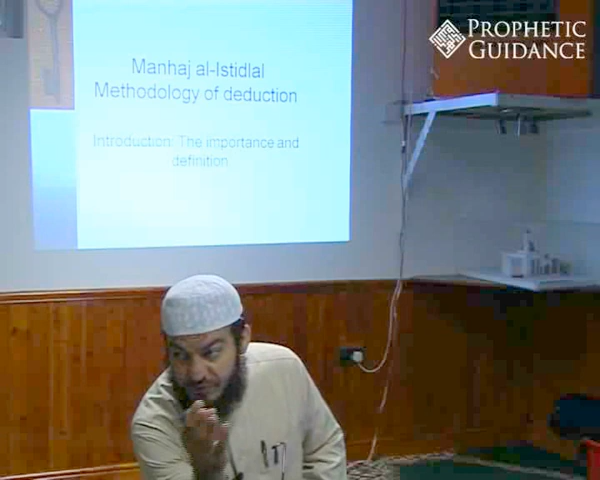 PROPHETIC
GUIDANCE
Manhaj al-Istidlal
Methodology of deduction
Introduction: The importance and
definition